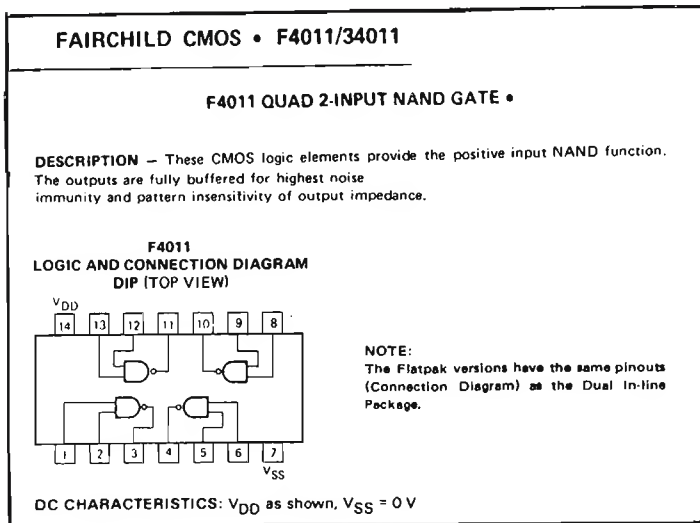 FAIRCHILD CMOS • F4011/34011
F4011 QUAD 2-INPUT NAND GATE •
DESCRIPTION – These CMOS logic elements provide the positive input NAND function.
The outputs are fully buffered for highest noise
immunity and pattern insensitivity of output impedance.
F4011
LOGIC AND CONNECTION DIAGRAM
DIP (TOP VIEW)
VDD
14 13 12 11 10 9 8
1 2 3 4 5 6 7
VSS
NOTE:
The Flatpak versions have the same pinouts
(Connection Diagram) as the Dual In-line
Package.
DC CHARACTERISTICS: VDD as shown, VSS = 0 V